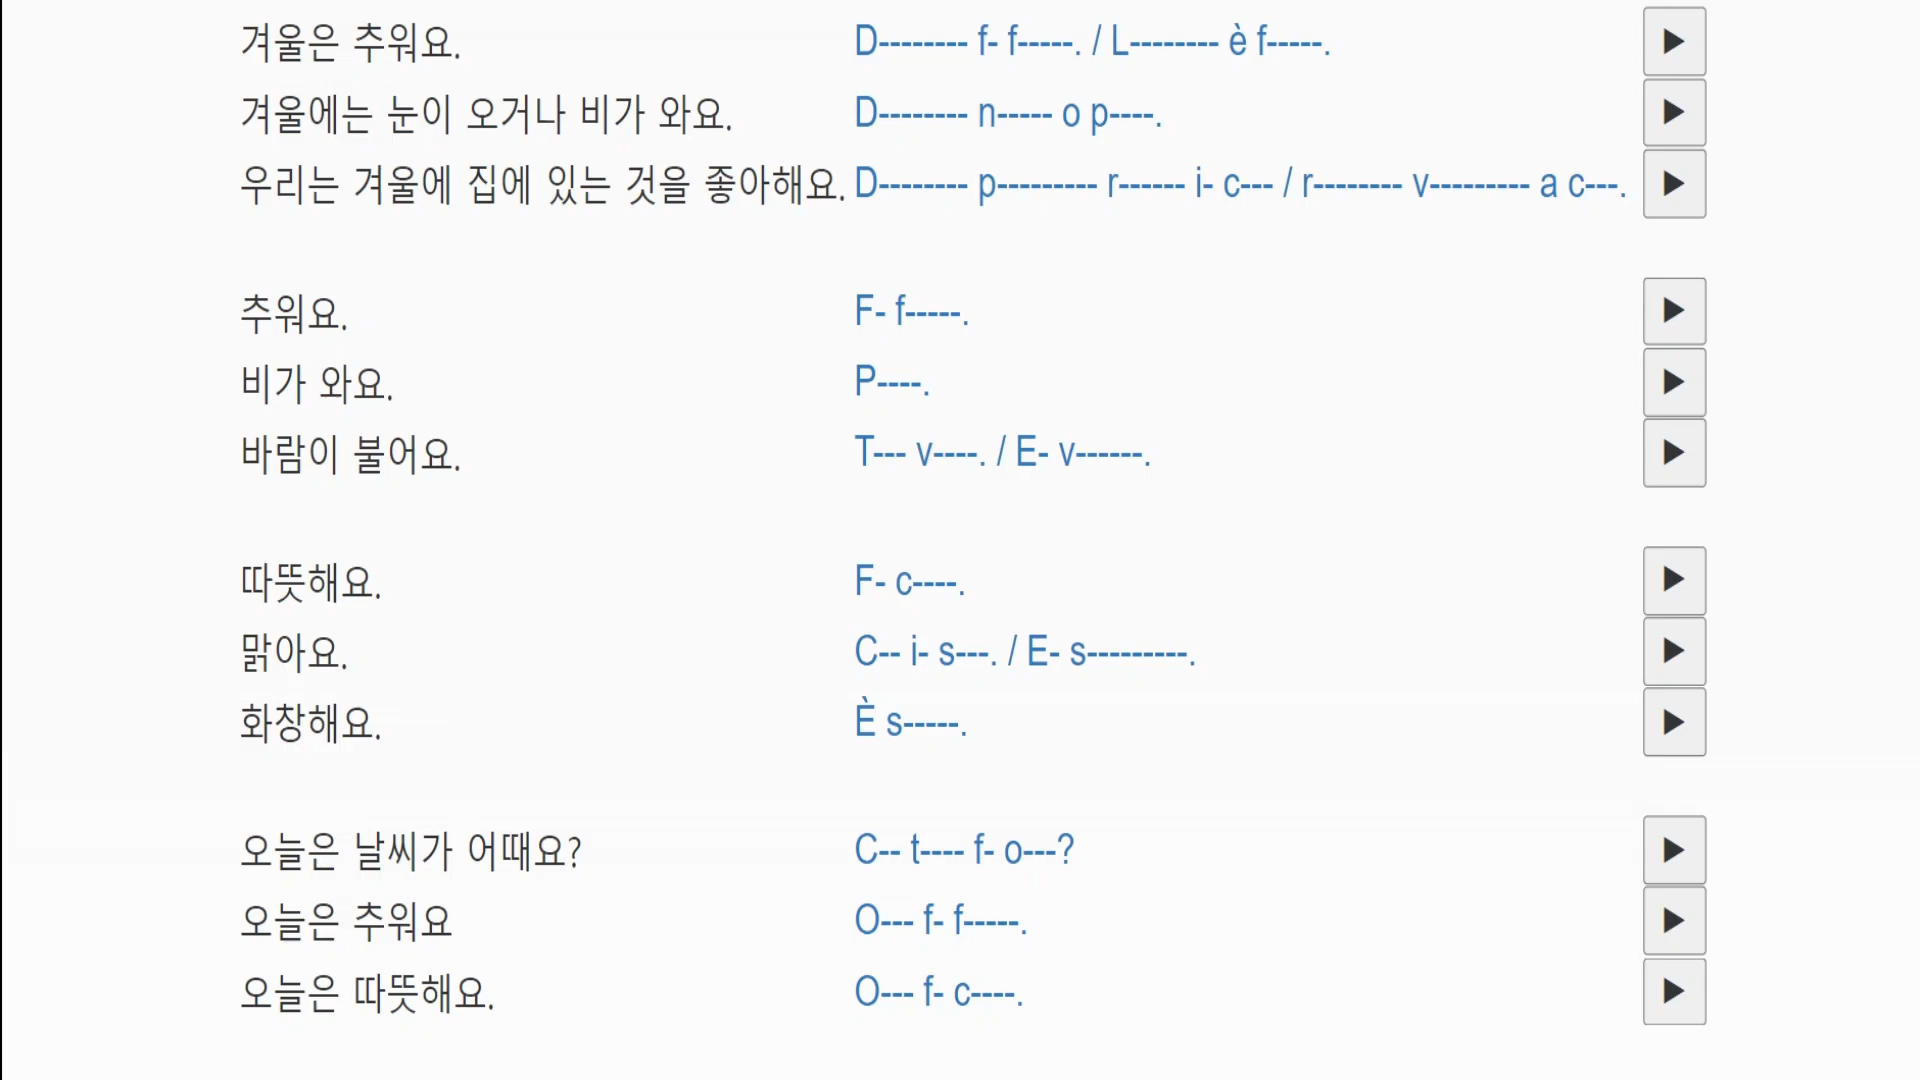 겨울은 추워요. D-------- f- f-----. / L-------- è f-----.
겨울에는 눈이 오거나 비가 와요. D-------- n----- o p----.
우리는 겨울에 집에 있는 것을 좋아해요. D-------- p--------- r------ i- c--- / r-------- v--------- a c---.
추워요. F- f-----.
비가 와요. P----.
바람이 불어요. T--- v----. / E- v------.
따뜻해요. F- c----.
맑아요. C-- i- s---. / E- s---------.
화창해요. È s-----.
오늘은 날씨가 어때요? C-- t---- f- o---?
오늘은 추워요 O--- f- f-----.
오늘은 따뜻해요. O--- f- c----.